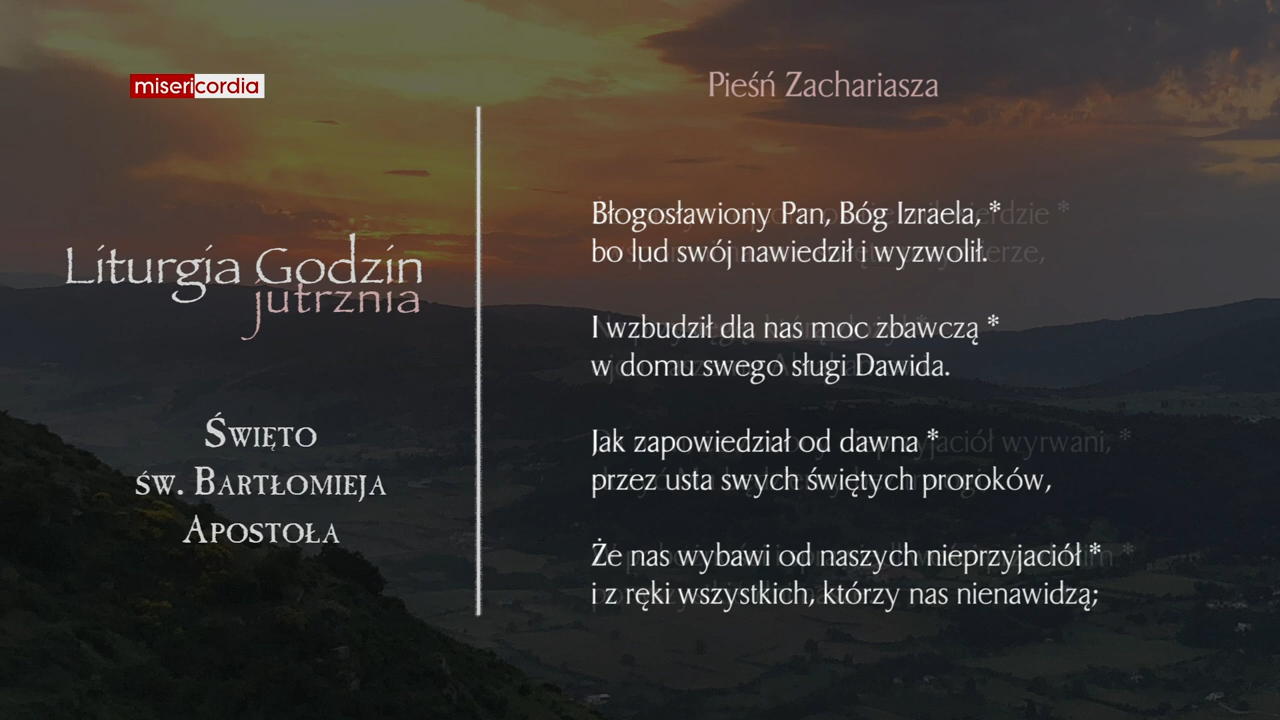 misericordia
Pieśń Zachariasza
Liturgia Godzin
jutrznia
Święto
św. Bartłomieja
Apostoła
Błogosławiony Pan, Bóg Izraela, *
bo lud swój nawiedził i wyzwolił.
I wzbudził dla nas moc zbawczą *
w domu swego sługi Dawida.
Jak zapowiedział od dawna *
przez usta swych świętych proroków,
Że nas wybawi od naszych nieprzyjaciół *
i z ręki wszystkich, którzy nas nienawidzą;